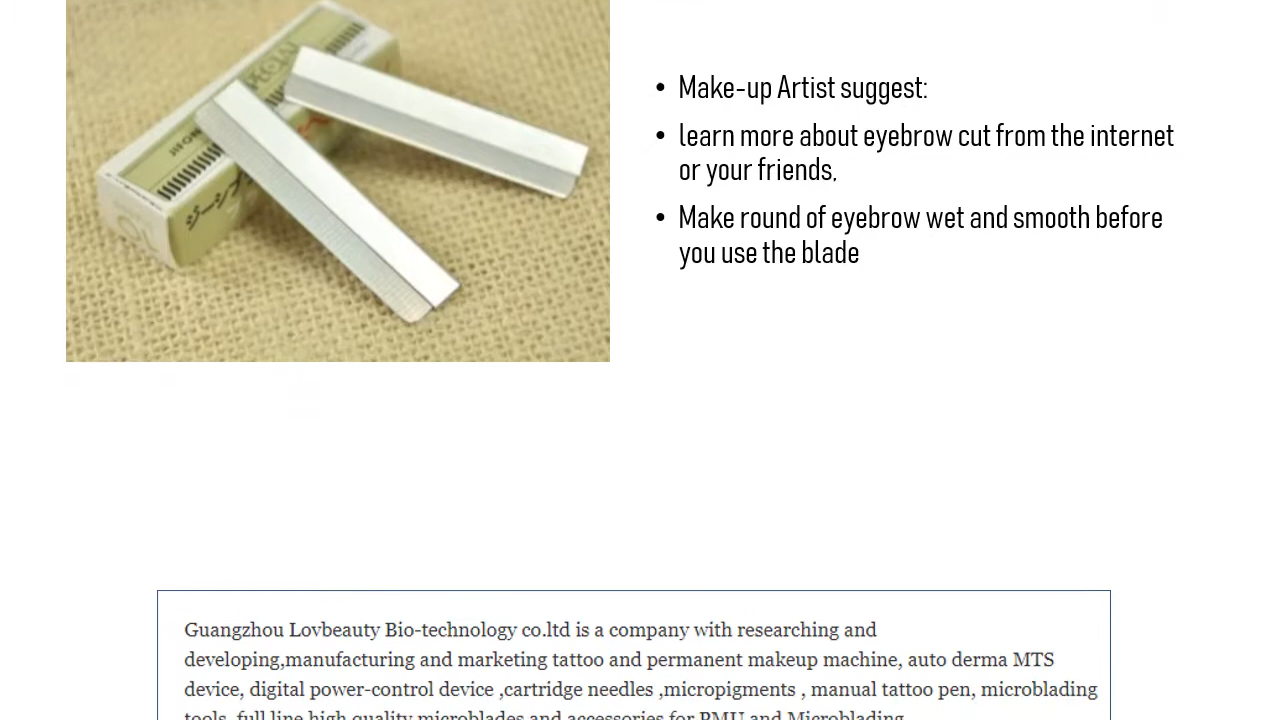 SPECIAL
• Make-up Artist suggest:
• learn more about eyebrow cut from the internet
or your friends,
• Make round of eyebrow wet and smooth before
you use the blade
Guangzhou Lovbeauty Bio-technology co.ltd is a company with researching and
developing,manufacturing and marketing tattoo and permanent makeup machine, auto derma MTS
device, digital power-control device ,cartridge needles ,micropigments , manual tattoo pen, microblading
tools, full line high quality microblades and accessories for PMU and Microblading